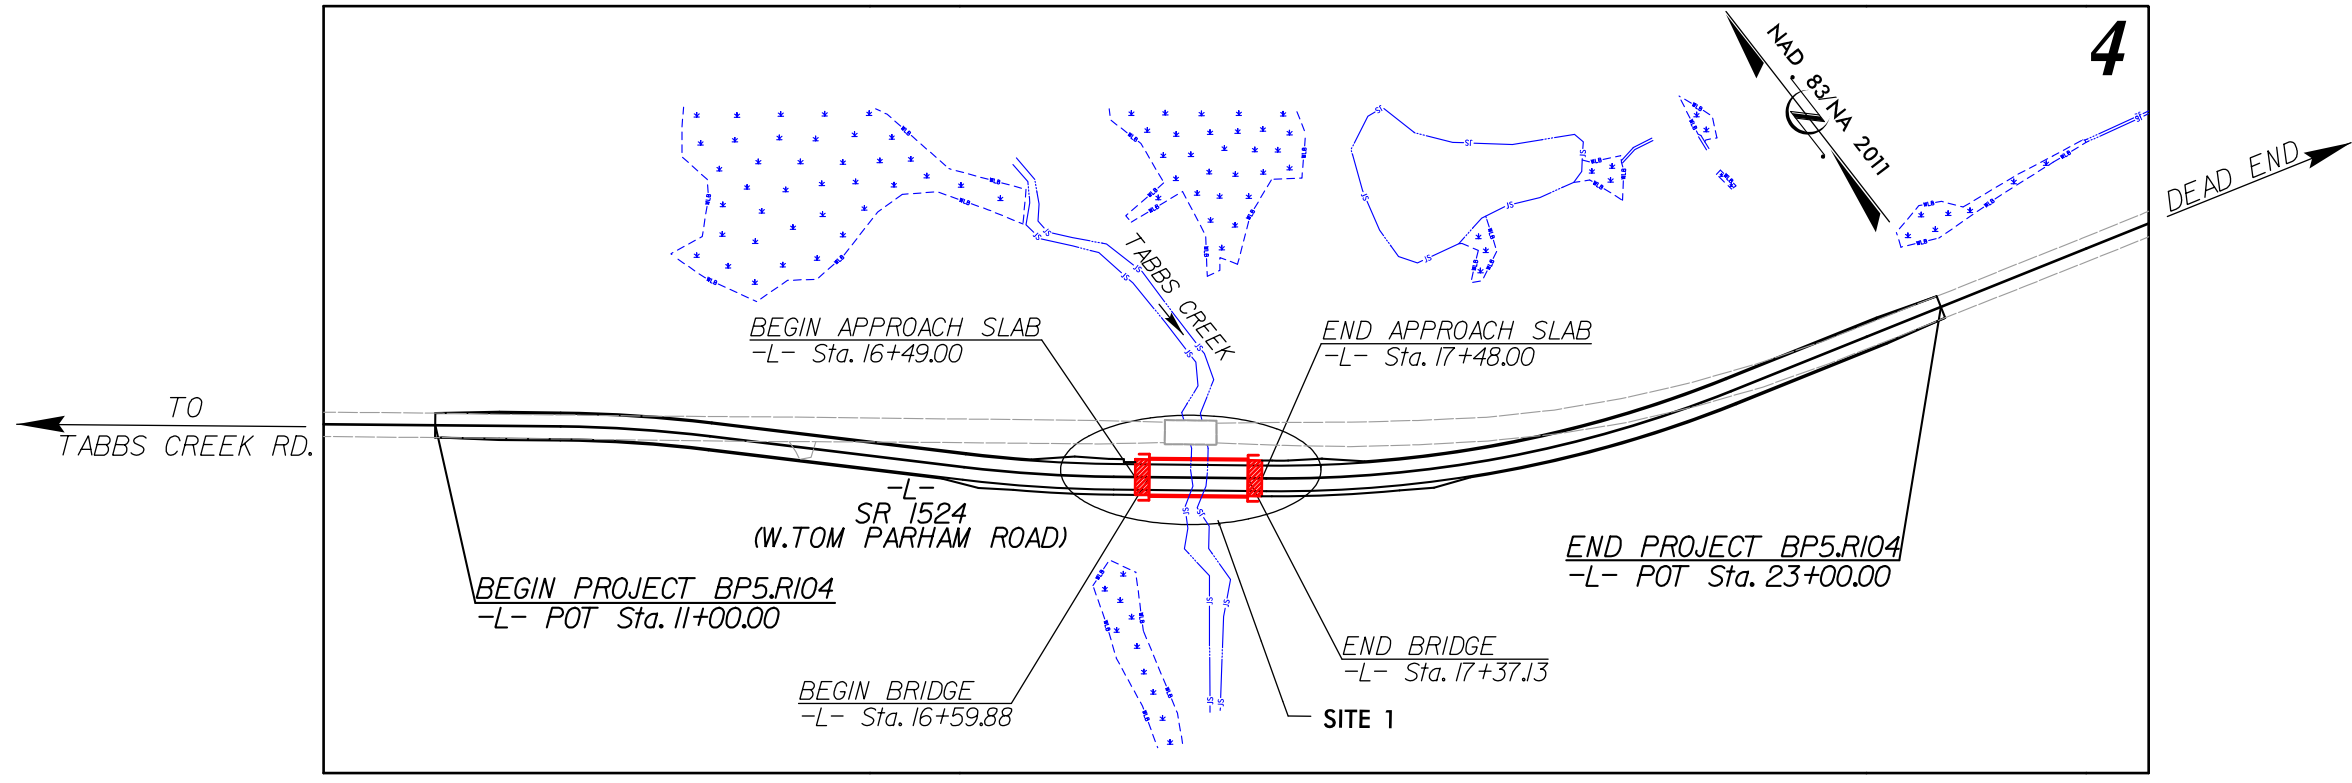 4
NAD 83/NA 2011
DEAD END
TABBS CREEK
BEGIN APPROACH SLAB
-L- Sta. 16+49.00
END APPROACH SLAB
-L- Sta. 17+48.00
TO
TABBS CREEK RD.
-L-
SR 1524
(W.TOM PARHAM ROAD)
BEGIN PROJECT BP5.R104
-L- POT Sta. 11+00.00
END PROJECT BP5.R104
-L- POT Sta. 23+00.00
END BRIDGE
-L- Sta. 17+37.13
BEGIN BRIDGE
-L- Sta. 16+59.88
SITE 1